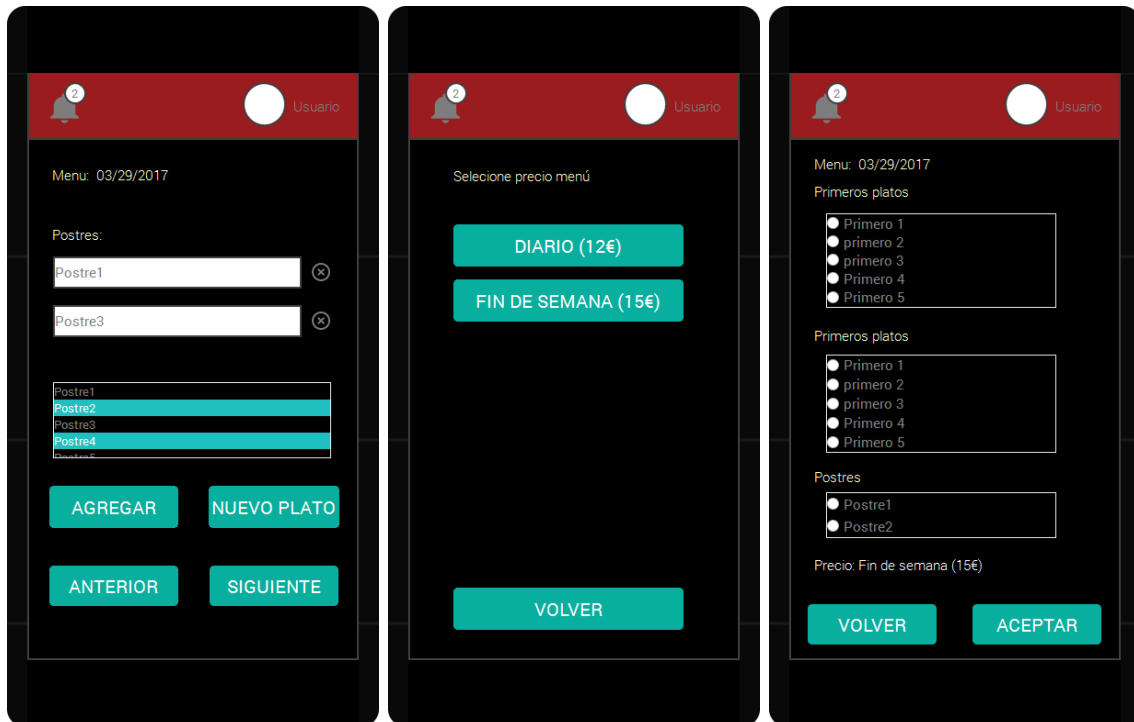 2
Usuario
Menu: 03/29/2017
Postres:
Postre1
Postre3
Postre1
Postre2
Postre3
Postre4
Postre5
AGREGAR
NUEVO PLATO
ANTERIOR
SIGUIENTE
2
Usuario
Selecione precio menú
DIARIO (12€)
FIN DE SEMANA (15€)
VOLVER
2
Usuario
Menu: 03/29/2017
Primeros platos
Primero 1
primero 2
primero 3
Primero 4
Primero 5
Primeros platos
Primero 1
primero 2
primero 3
Primero 4
Primero 5
Postres
Postre1
Postre2
Precio: Fin de semana (15€)
VOLVER
ACEPTAR